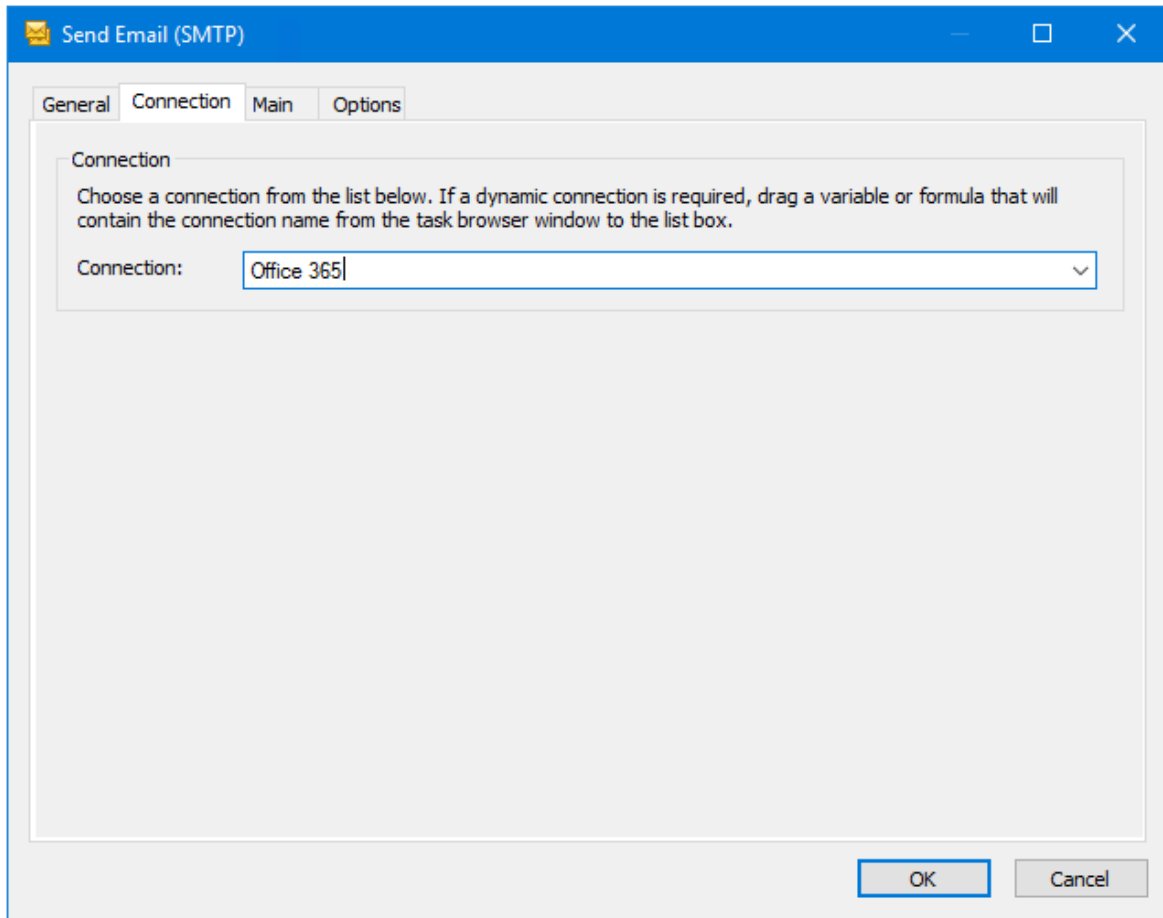 Send Email (SMTP)
General Connection Main Options
Connection
Choose a connection from the list below. If a dynamic connection is required, drag a variable or formula that will
contain the connection name from the task browser window to the list box.
Connection: Office 365
OK Cancel